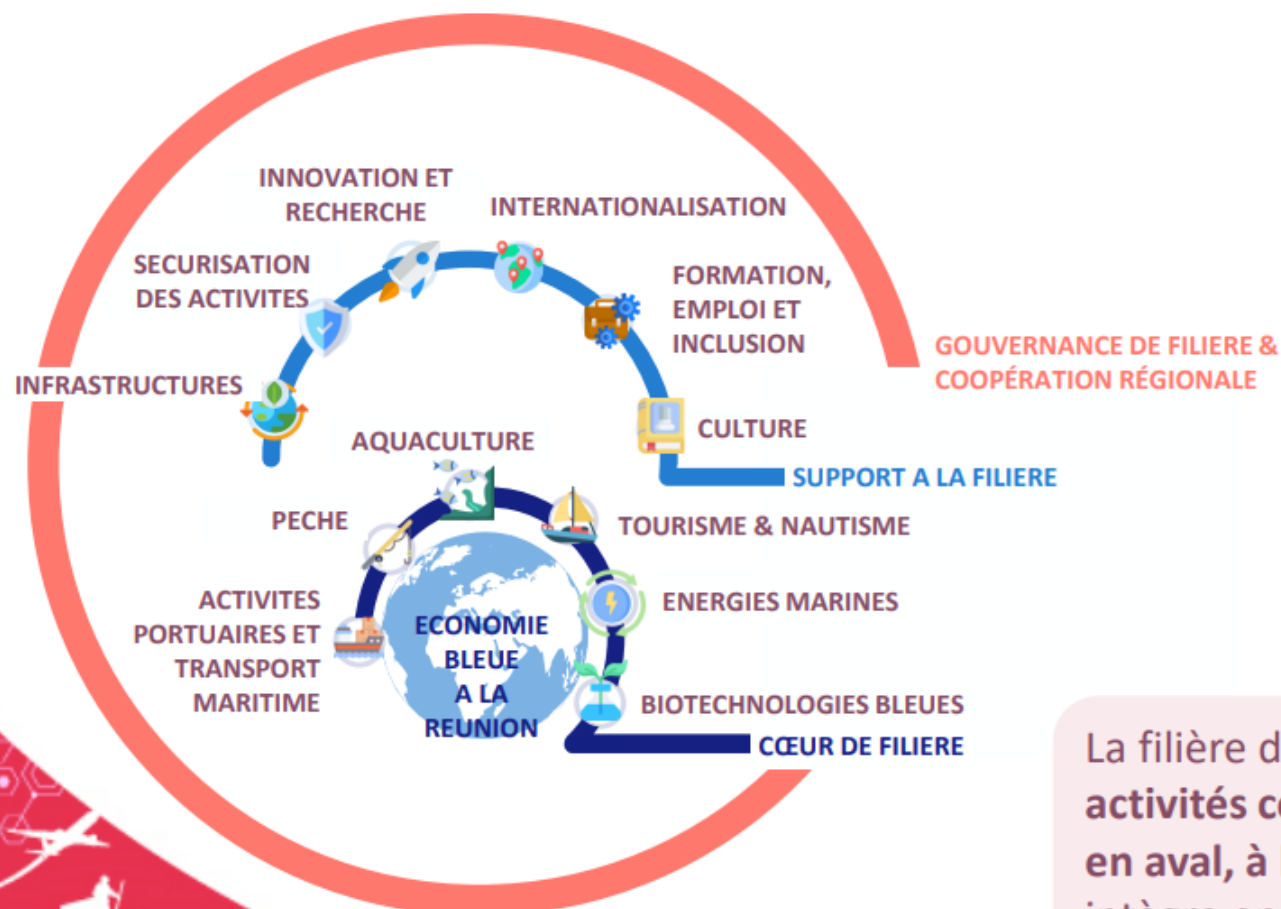 INNOVATION ET
RECHERCHE
INTERNATIONALISATION
SECURISATION
DES ACTIVITES
FORMATION,
EMPLOI ET
INCLUSION
INFRASTRUCTURES
GOUVERNANCE DE FILIERE &
COOPÉRATION RÉGIONALE
CULTURE
SUPPORT A LA FILIERE
AQUACULTURE
PECHE
TOURISME & NAUTISME
ACTIVITES
PORTUAIRES ET
TRANSPORT
MARITIME
ENERGIES MARINES
ECONOMIE
BLEUE
A LA
REUNION
BIOTECHNOLOGIES BLEUES
CŒUR DE FILIERE
La filière d
activités c
en aval, à